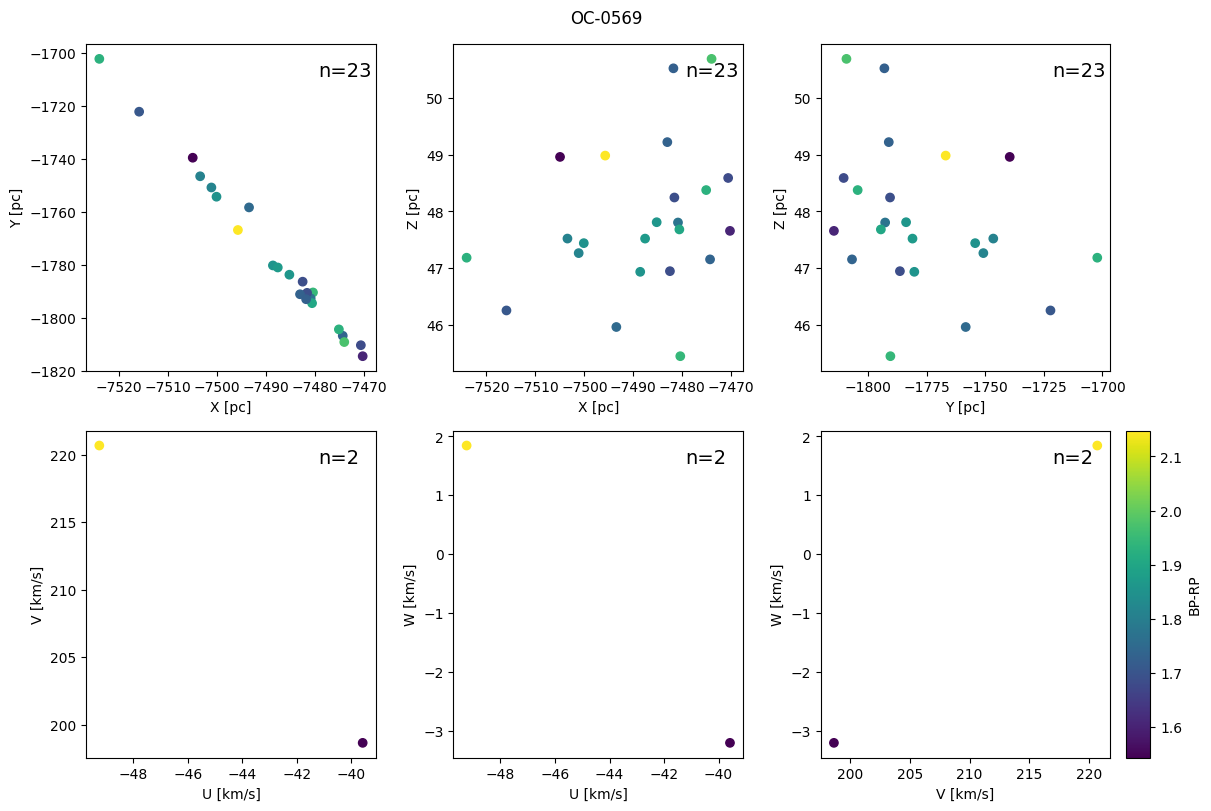 OC-0569
n=23
n=23
n=23
−1700
−1720
−1740
−1760
−1780
−1800
−1820
Y [pc]
−7520 −7510 −7500 −7490 −7480 −7470
X [pc]
50
49
48
47
46
Z [pc]
−7520 −7510 −7500 −7490 −7480 −7470
X [pc]
50
49
48
47
46
Z [pc]
−1800 −1775 −1750 −1725 −1700
Y [pc]
n=2
n=2
n=2
220
215
210
205
200
V [km/s]
−48 −46 −44 −42 −40
U [km/s]
2
1
0
−1
−2
−3
W [km/s]
−48 −46 −44 −42 −40
U [km/s]
2
1
0
−1
−2
−3
W [km/s]
200 205 210 215 220
V [km/s]
2.1
2.0
1.9
1.8
1.7
1.6
BP-RP